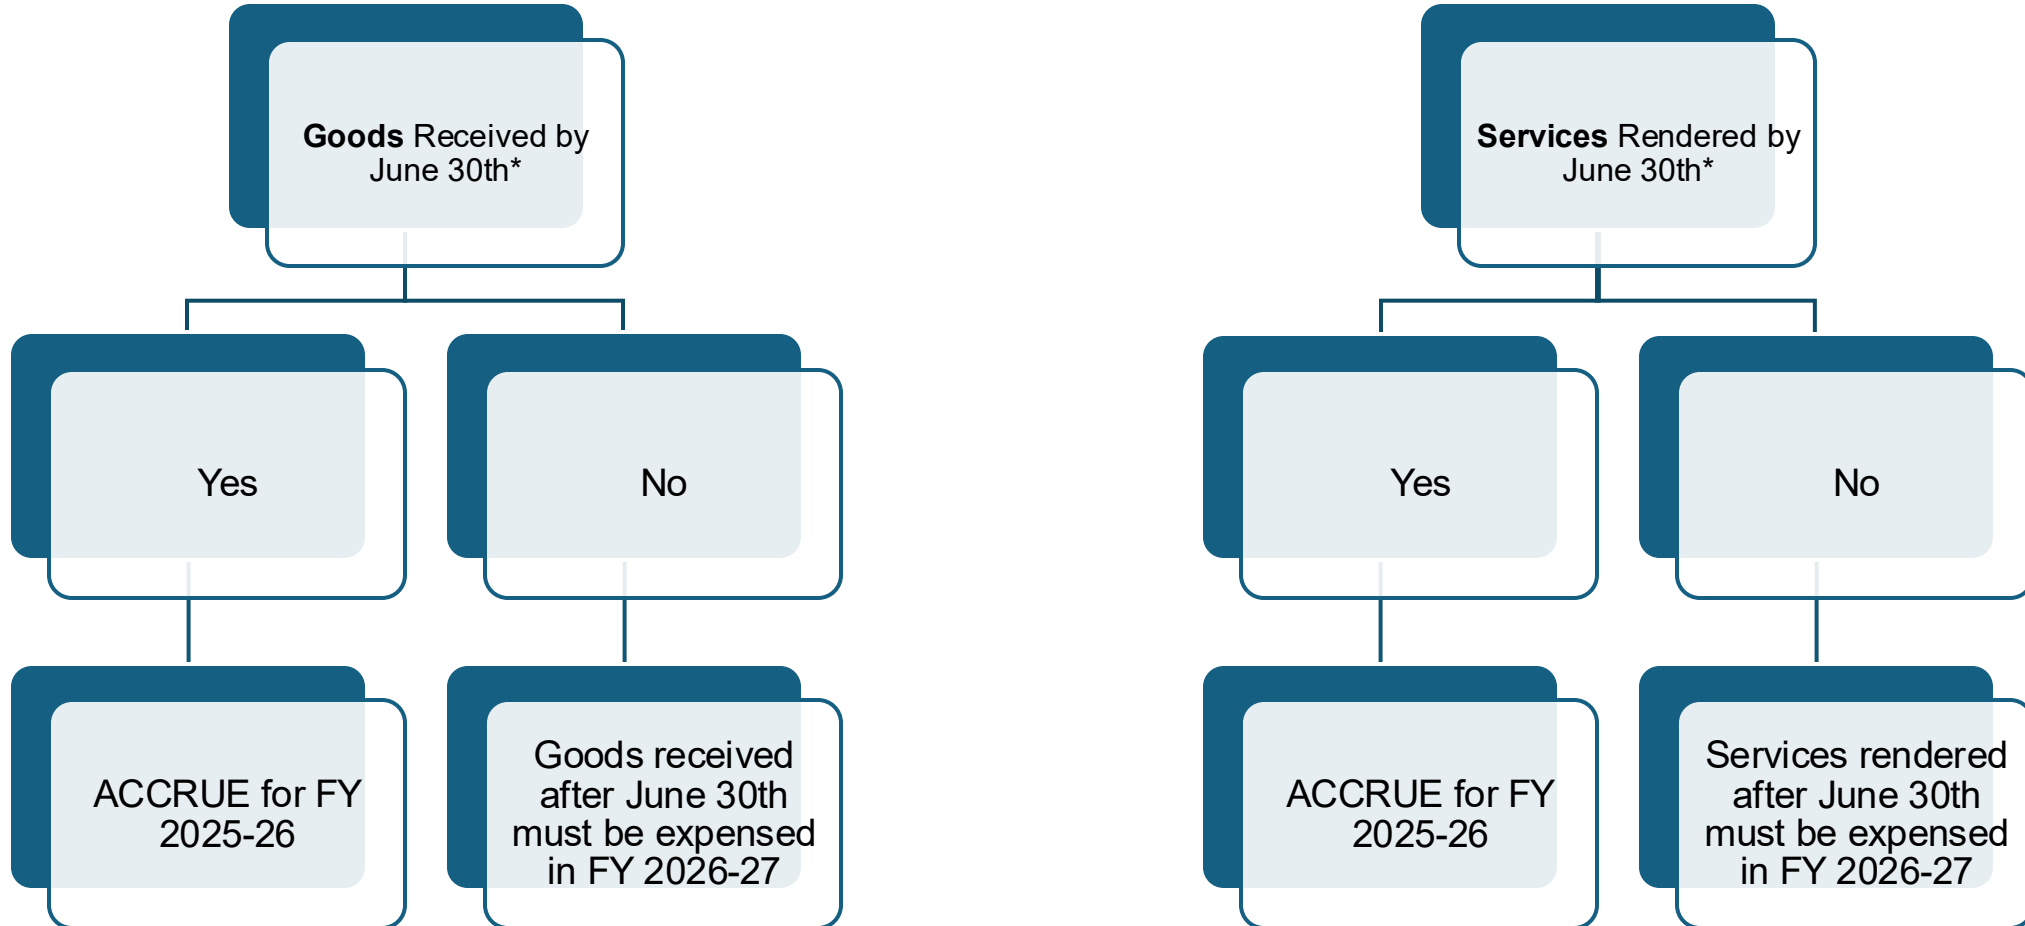 Goods Received by
June 30th*
Services Rendered by
June 30th*
Yes
No
Yes
No
ACCRUE for FY
2025-26
Goods received
after June 30th
must be expensed
in FY 2026-27
ACCRUE for FY
2025-26
Services rendered
after June 30th
must be expensed
in FY 2026-27